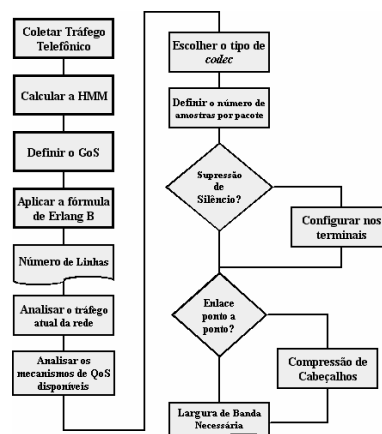 Coletar Tráfego
Telefônico
Calcular a HMM
Definir o GoS
Aplicar a fórmula
de Erlang B
Número de Linhas
Analisar o tráfego
atual da rede
Analisar os
mecanismos de QoS
disponíveis
Escolher o tipo de
codec
Definir o número de
amostras por pacote
Supressão
de
Silêncio?
Configurar nos
terminais
Enlace
ponto a
ponto?
Compressão de
Cabeçalhos
Largura de Banda
Necessária